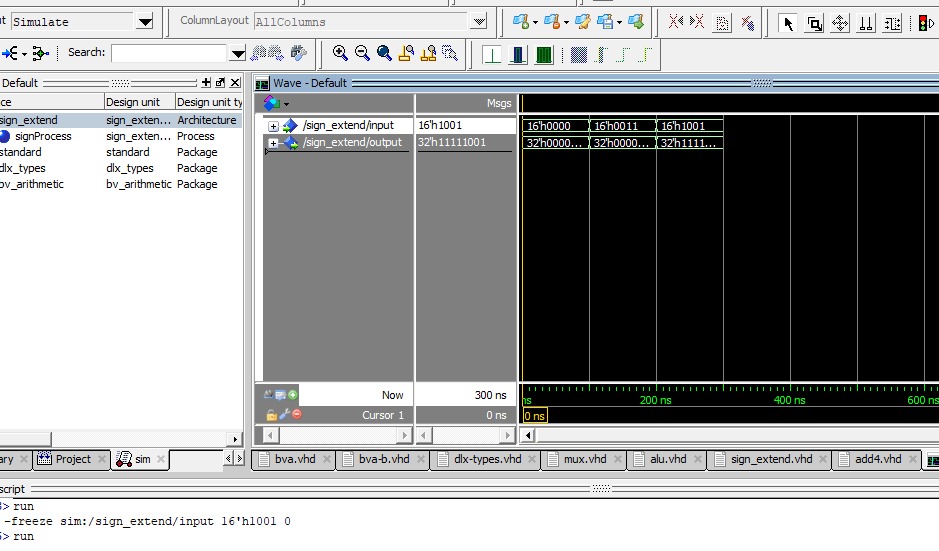 Simulate
ColumnLayout AllColumns
Search:
Default
Wave - Default
ce Design unit Design unit ty
Msgs
sign_extend sign_exten... Architecture
signProcess sign_exten... Process
standard standard Package
dlx_types dlx_types Package
bv_arithmetic bv_arithmetic Package
/sign_extend/input 16'h1001 16'h0000 16'h0011 16'h1001
/sign_extend/output 32'h11111001 32'h0000... 32'h0000... 32'h1111...
Now 300 ns
ns 200 ns 400 ns 600 ns
Cursor 1 0 ns 0 ns
ary Project sim
bva.vhd bva-b.vhd dlx-types.vhd mux.vhd alu.vhd sign_extend.vhd add4.vhd
script
> run
-freeze sim:/sign_extend/input 16'h1001 0
> run